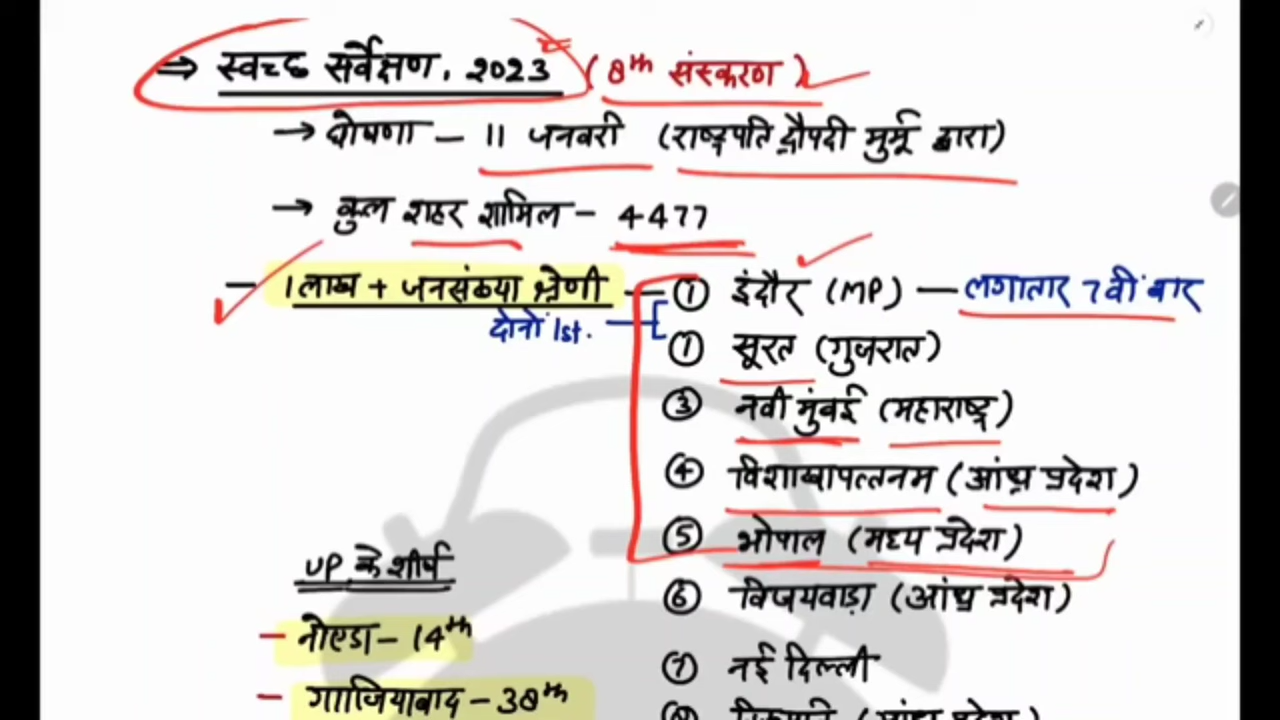 ⇒ स्वच्छ सर्वेक्षण, 2023 (8th संस्करण)
→ घोषणा – 11 जनवरी (राष्ट्रपति द्रौपदी मुर्मू द्वारा)
→ कुल शहर शामिल – 4477
– 1 लाख + जनसंख्या श्रेणी – ① इंदौर (MP) – लगातार 7वीं बार
दोनों 1st.
① सूरत (गुजरात)
③ नवी मुंबई (महाराष्ट्र)
④ विशाखापत्तनम (आंध्र प्रदेश)
⑤ भोपाल (मध्य प्रदेश)
⑥ विजयवाड़ा (आंध्र प्रदेश)
⑦ नई दिल्ली
UP के शीर्ष
– नोएडा – 14th
– गाजियाबाद – 38th